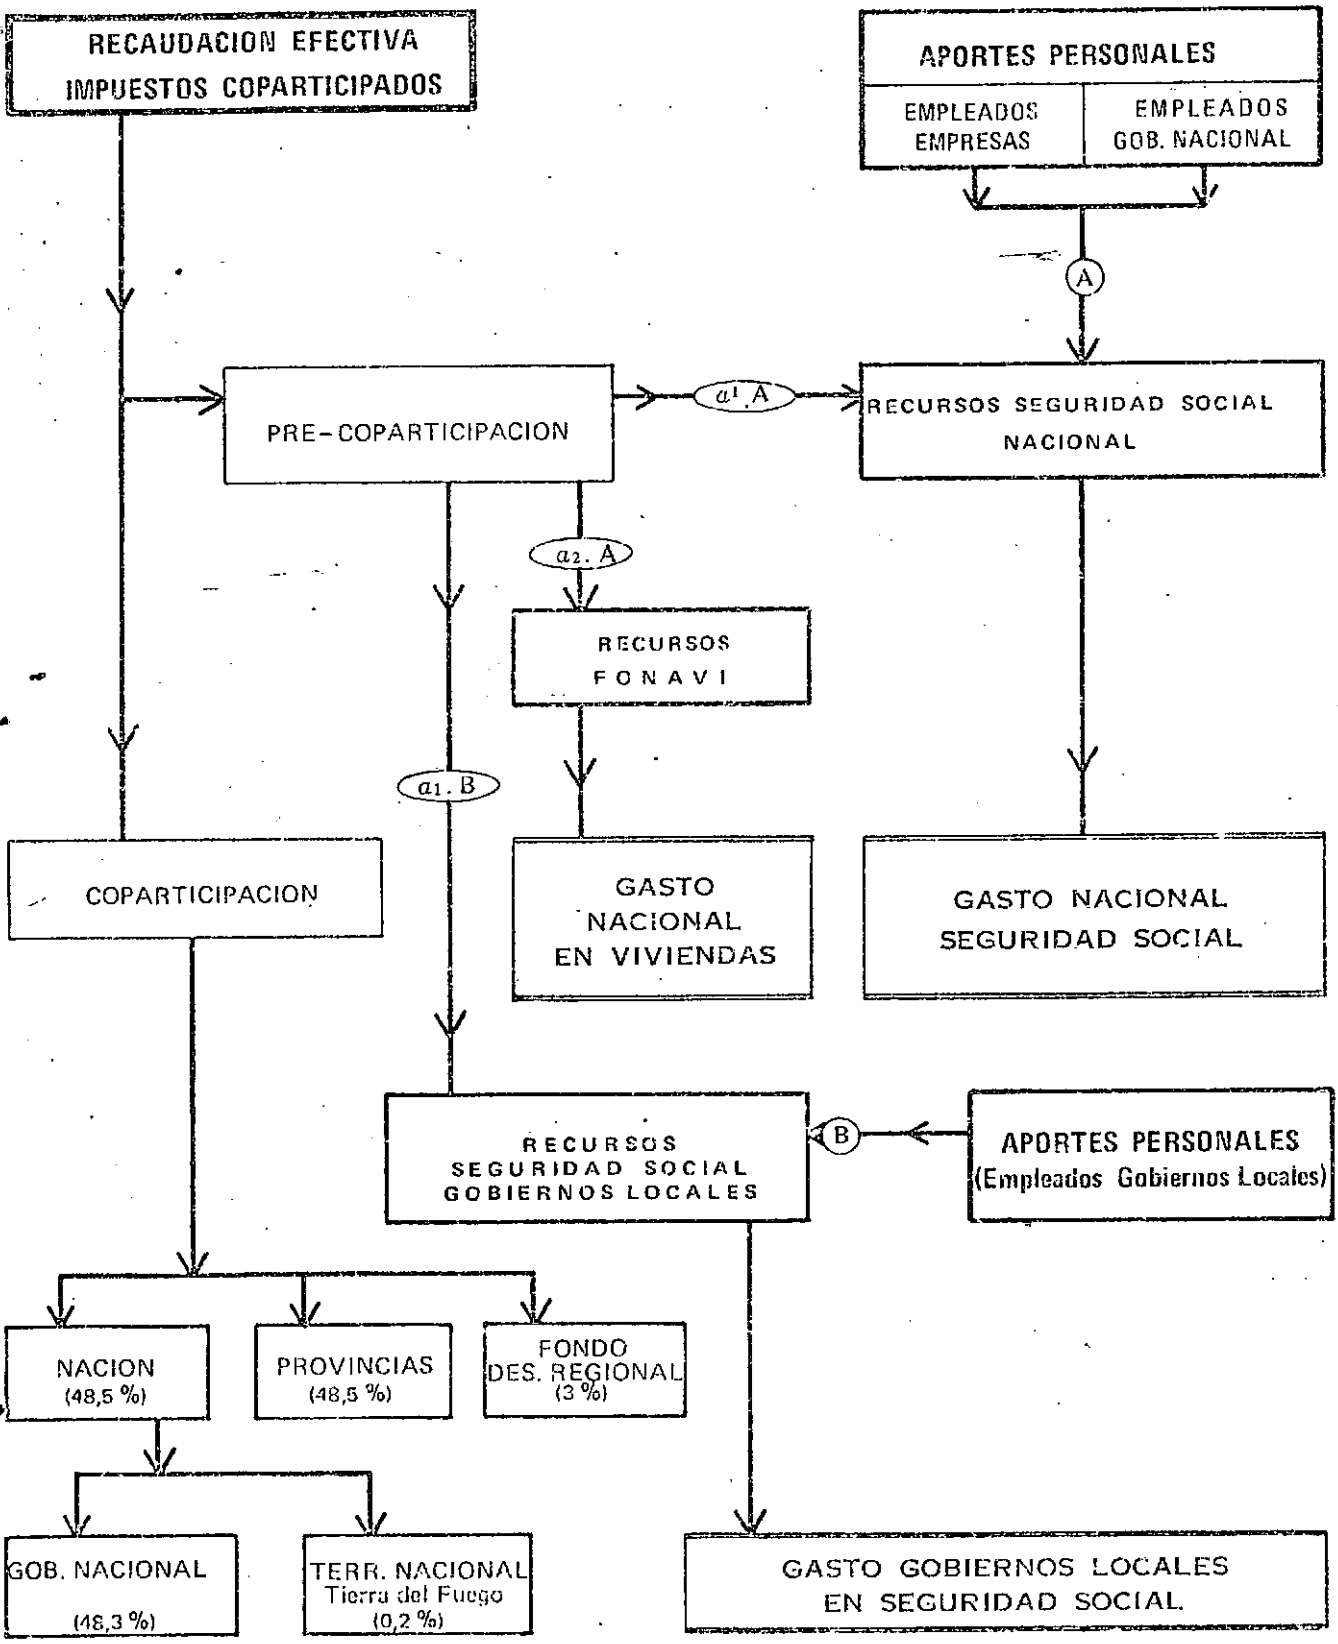 RECAUDACION EFECTIVA
IMPUESTOS COPARTICIPADOS
APORTES PERSONALES
EMPLEADOS
EMPRESAS
EMPLEADOS
GOB. NACIONAL
A
PRE-COPARTICIPACION
a¹. A
RECURSOS SEGURIDAD SOCIAL
NACIONAL
a2. A
RECURSOS
FONAVI
a1. B
COPARTICIPACION
GASTO
NACIONAL
EN VIVIENDAS
GASTO NACIONAL
SEGURIDAD SOCIAL
RECURSOS
SEGURIDAD SOCIAL
GOBIERNOS LOCALES
B
APORTES PERSONALES
(Empleados Gobiernos Locales)
NACION
(48,5 %)
PROVINCIAS
(48,5 %)
FONDO
DES. REGIONAL
(3 %)
GOB. NACIONAL
(48,3 %)
TERR. NACIONAL
Tierra del Fuego
(0,2 %)
GASTO GOBIERNOS LOCALES
EN SEGURIDAD SOCIAL